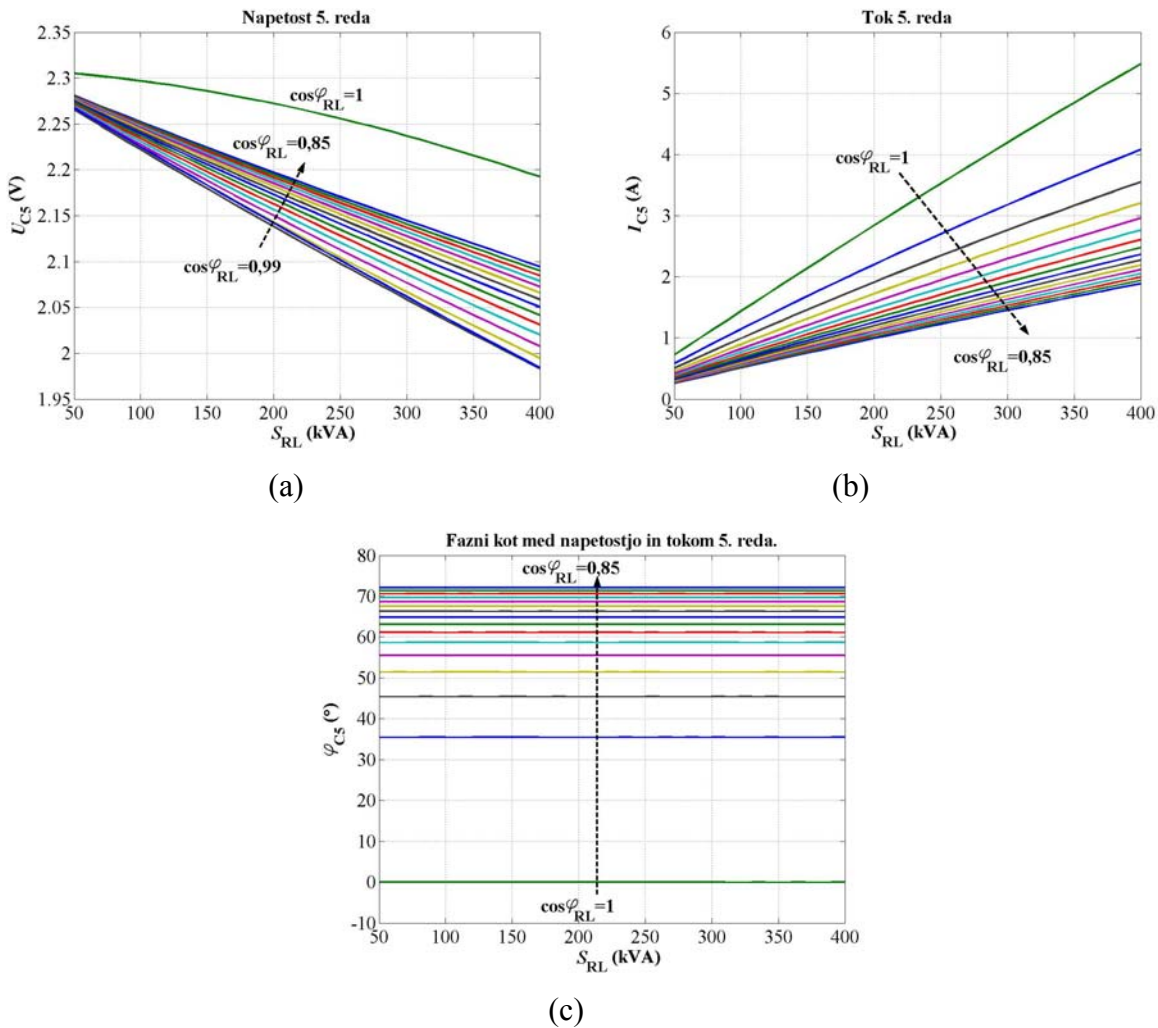 Napetost 5. reda
2.35
2.3
2.25
2.2
2.15
2.1
2.05
2
1.95
U_C5 (V)
cosφ_RL=1
cosφ_RL=0,85
cosφ_RL=0,99
50 100 150 200 250 300 350 400
S_RL (kVA)
(a)
Tok 5. reda
6
5
4
3
2
1
0
I_C5 (A)
cosφ_RL=1
cosφ_RL=0,85
50 100 150 200 250 300 350 400
S_RL (kVA)
(b)
Fazni kot med napetostjo in tokom 5. reda.
80
70
60
50
40
30
20
10
0
-10
φ_C5 (°)
cosφ_RL=0,85
cosφ_RL=1
50 100 150 200 250 300 350 400
S_RL (kVA)
(c)